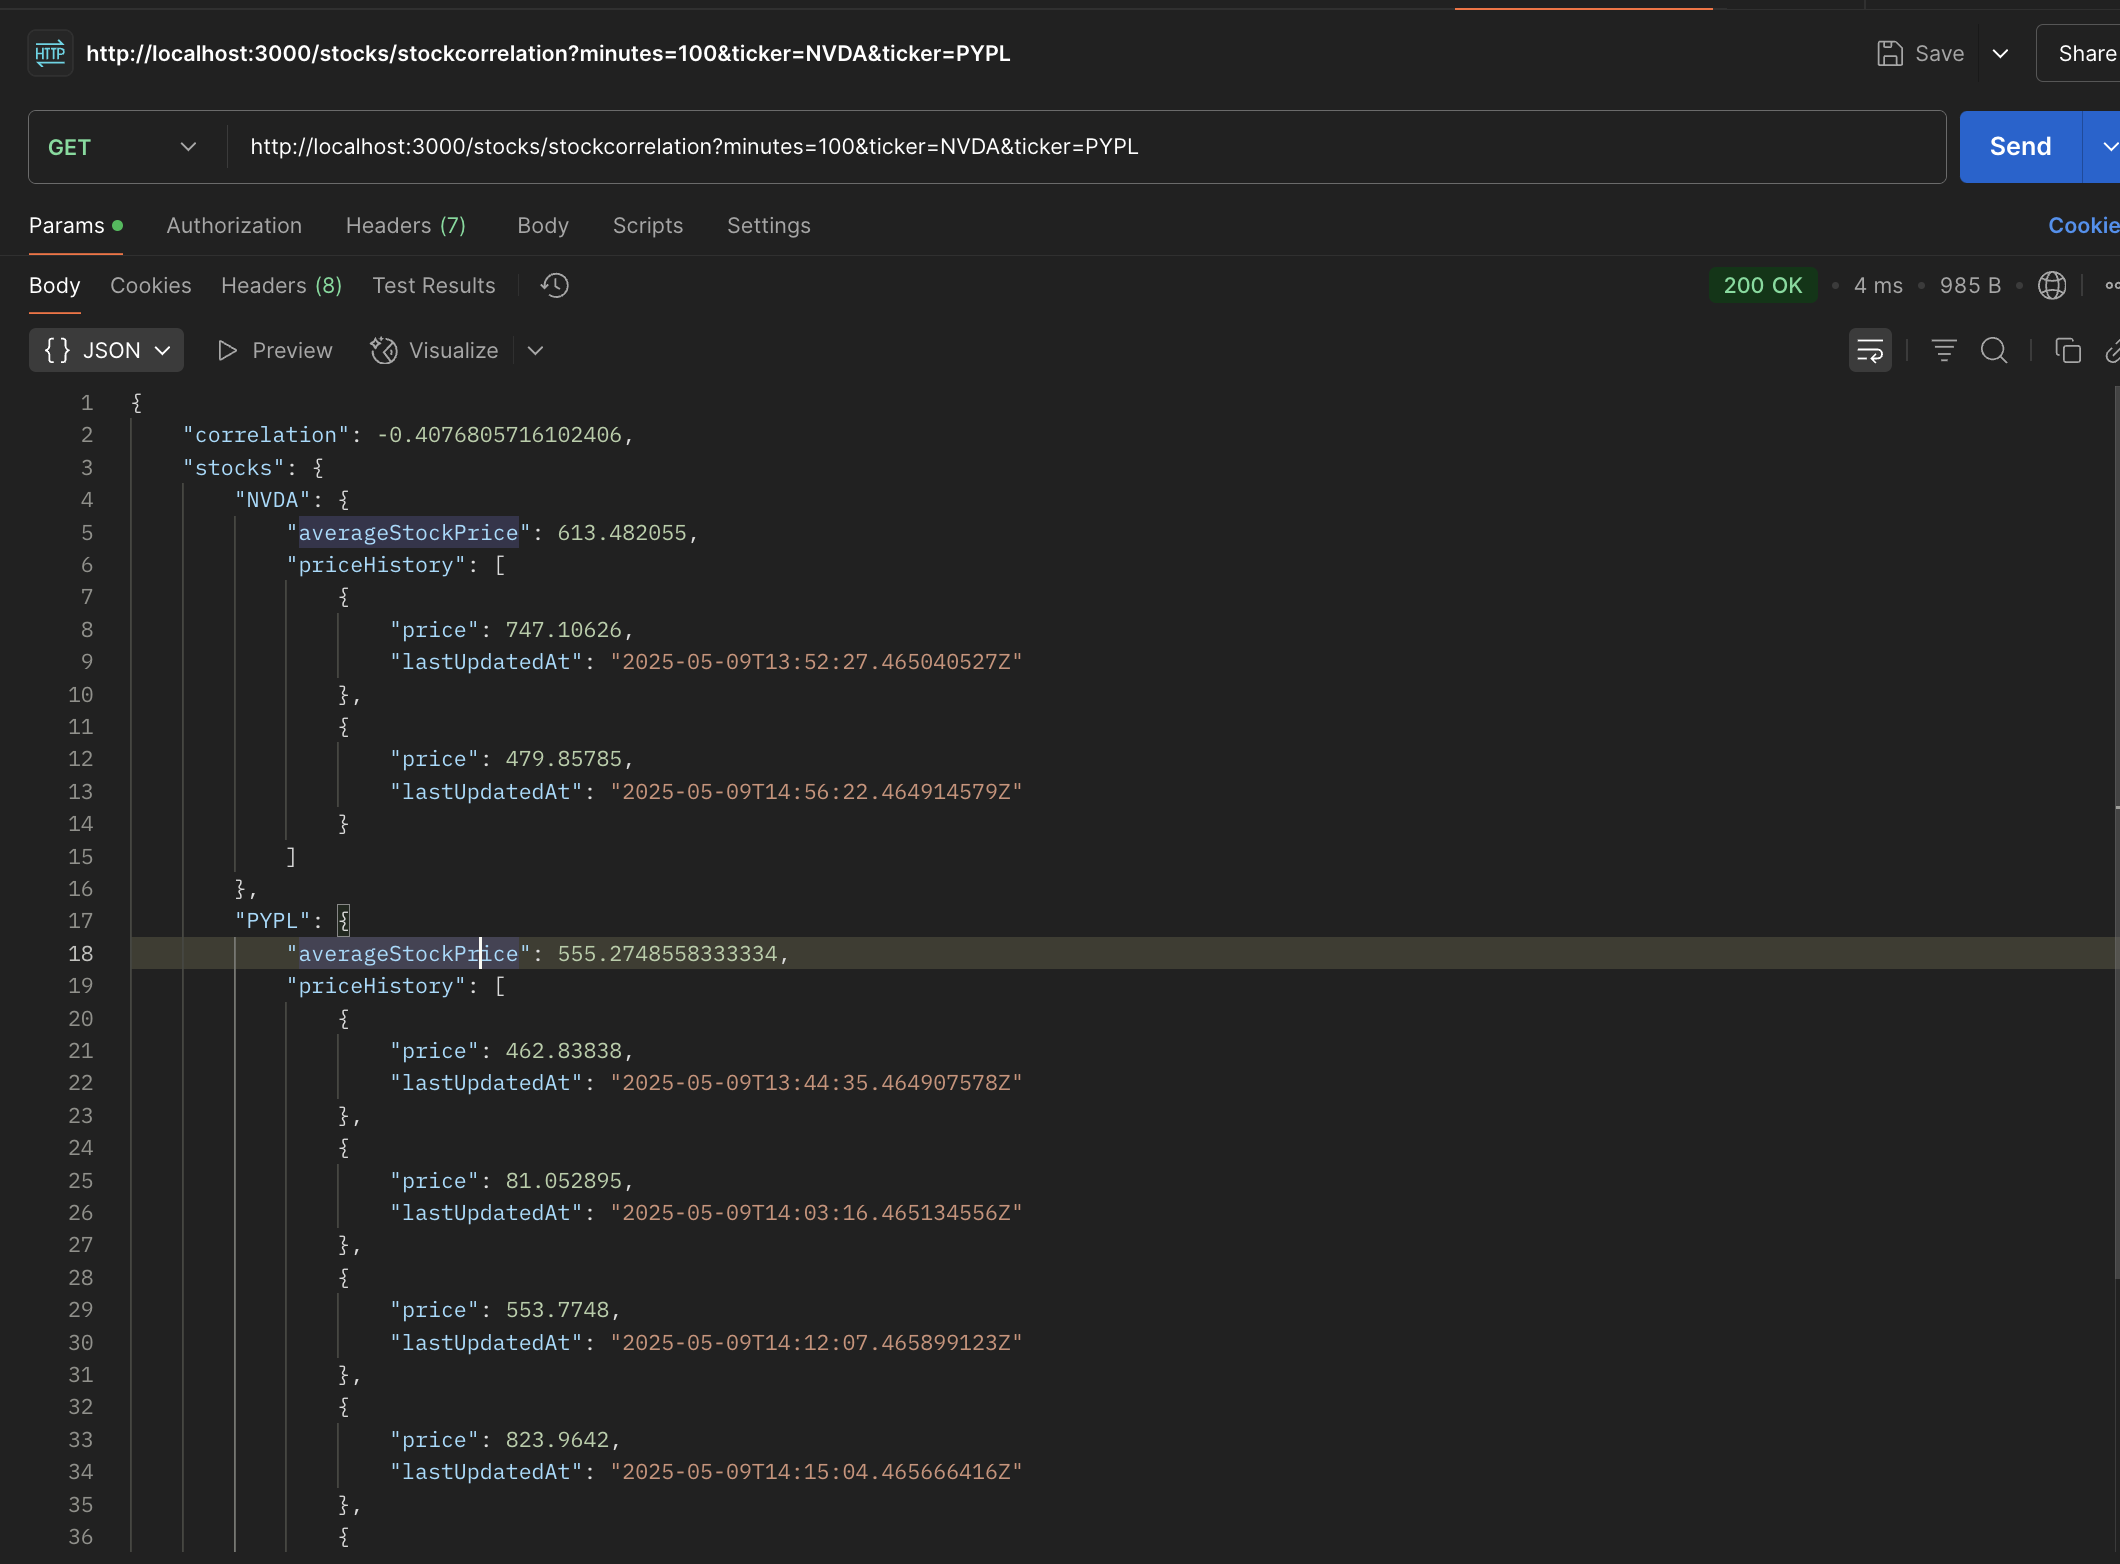 HTTP http://localhost:3000/stocks/stockcorrelation?minutes=100&ticker=NVDA&ticker=PYPL Save Share
GET http://localhost:3000/stocks/stockcorrelation?minutes=100&ticker=NVDA&ticker=PYPL Send
Params Authorization Headers (7) Body Scripts Settings Cookie
Body Cookies Headers (8) Test Results 200 OK • 4 ms • 985 B •
{} JSON Preview Visualize
1 {
2 "correlation": -0.4076805716102406,
3 "stocks": {
4 "NVDA": {
5 "averageStockPrice": 613.482055,
6 "priceHistory": [
7 {
8 "price": 747.10626,
9 "lastUpdatedAt": "2025-05-09T13:52:27.465040527Z"
10 },
11 {
12 "price": 479.85785,
13 "lastUpdatedAt": "2025-05-09T14:56:22.464914579Z"
14 }
15 ]
16 },
17 "PYPL": {
18 "averageStockPrice": 555.2748558333334,
19 "priceHistory": [
20 {
21 "price": 462.83838,
22 "lastUpdatedAt": "2025-05-09T13:44:35.464907578Z"
23 },
24 {
25 "price": 81.052895,
26 "lastUpdatedAt": "2025-05-09T14:03:16.465134556Z"
27 },
28 {
29 "price": 553.7748,
30 "lastUpdatedAt": "2025-05-09T14:12:07.465899123Z"
31 },
32 {
33 "price": 823.9642,
34 "lastUpdatedAt": "2025-05-09T14:15:04.465666416Z"
35 },
36 {